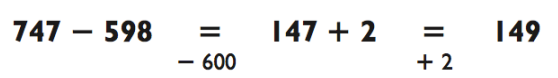 747 − 598 = 147 + 2 = 149
− 600 + 2